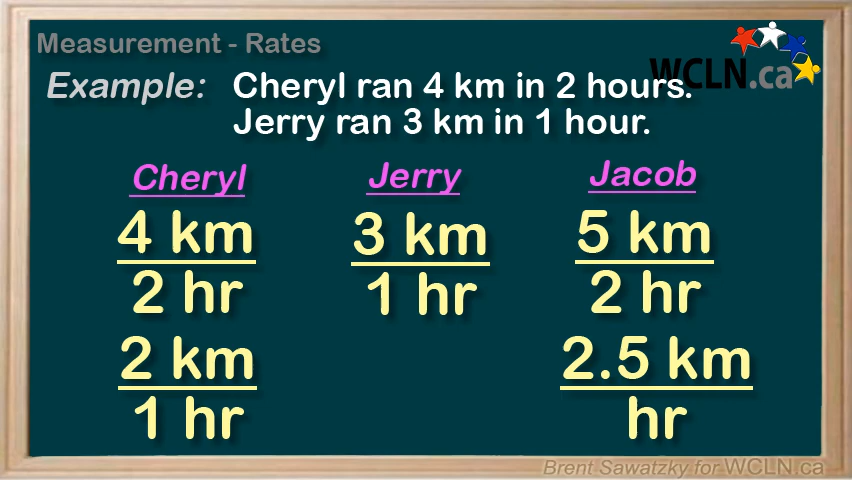 Measurement - Rates
WCLN.ca
Example: Cheryl ran 4 km in 2 hours.
Jerry ran 3 km in 1 hour.
Cheryl Jerry Jacob
4 km 3 km 5 km
2 hr 1 hr 2 hr
2 km 2.5 km
1 hr hr
Brent Sawatzky for WCLN.ca